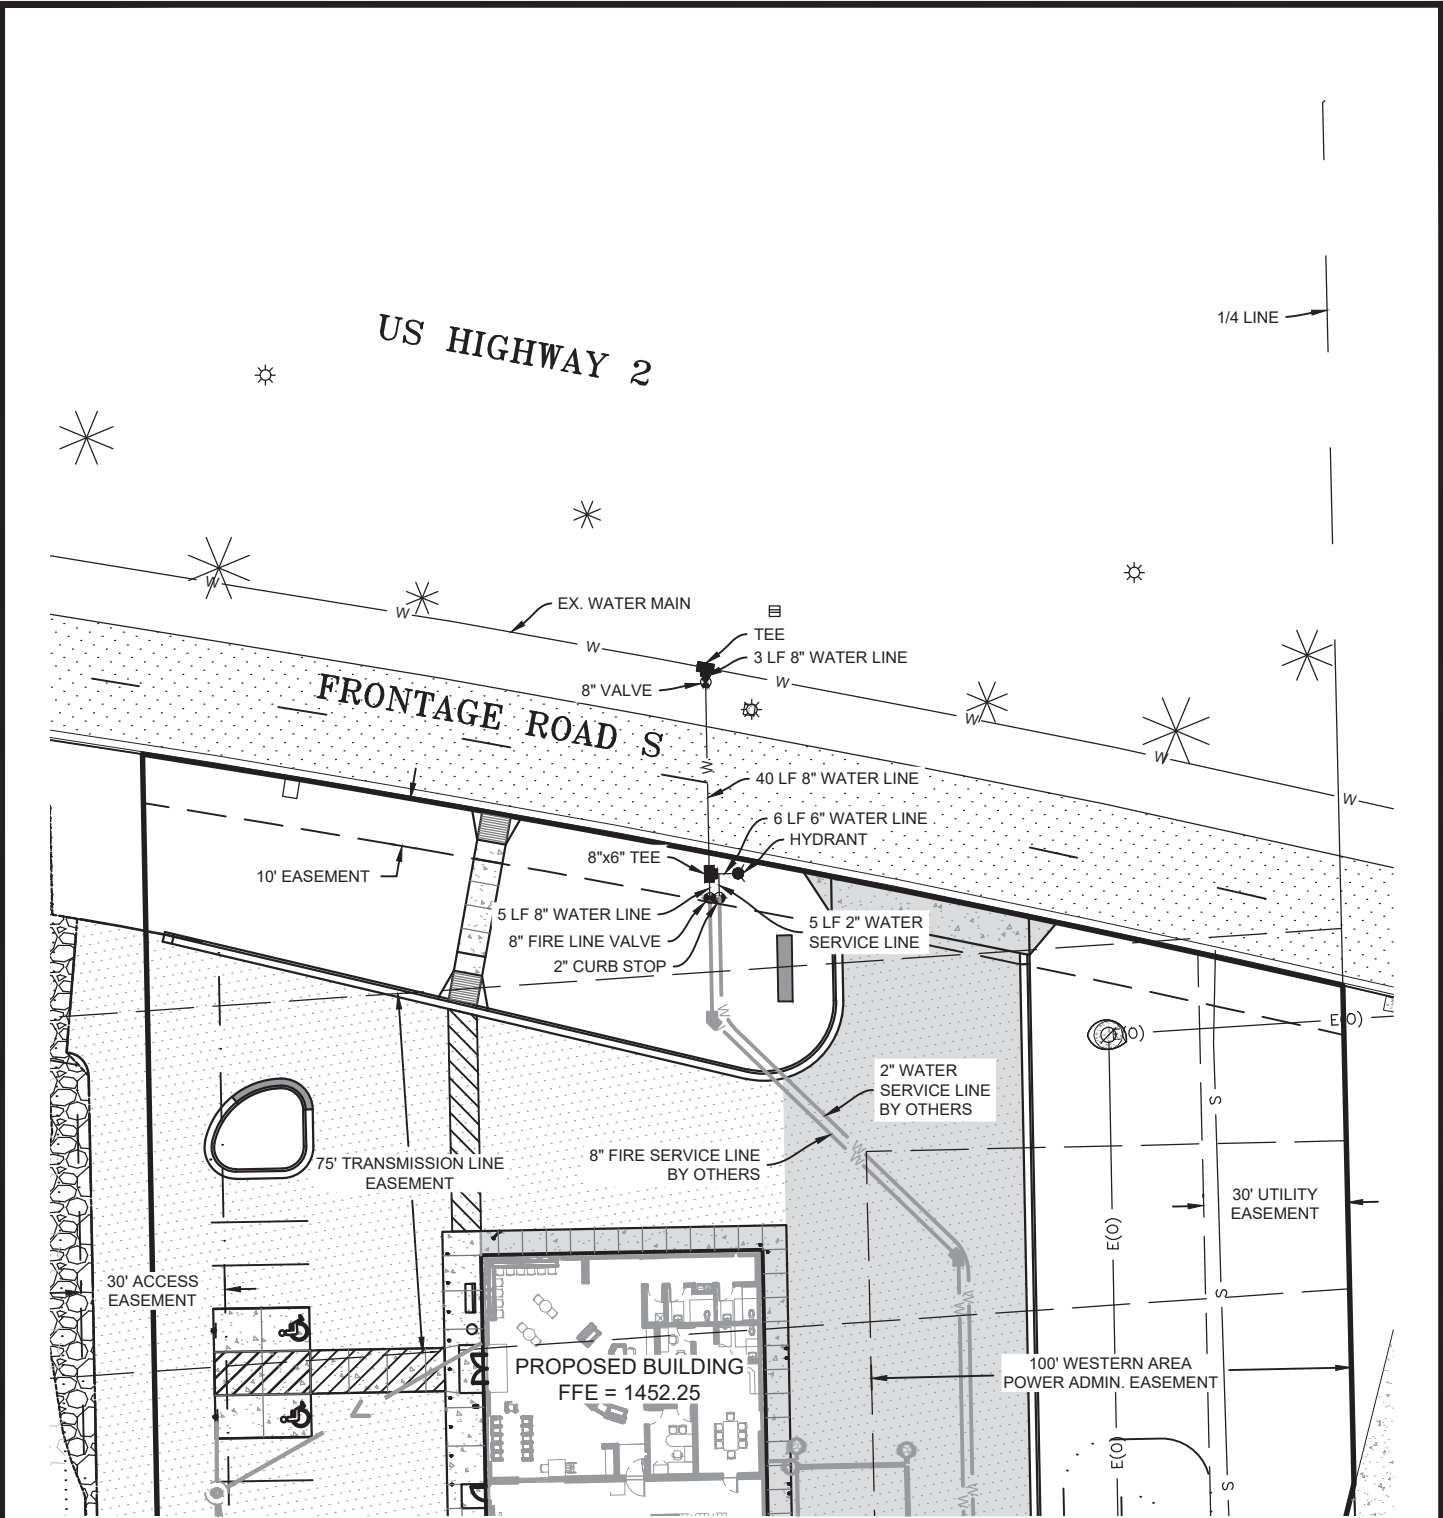 1/4 LINE
US HIGHWAY 2
W
W
EX. WATER MAIN
TEE
W
3 LF 8" WATER LINE
W
8" VALVE
FRONTAGE ROAD S
W
W
W
40 LF 8" WATER LINE
W
6 LF 6" WATER LINE
HYDRANT
8"x6" TEE
10' EASEMENT
5 LF 8" WATER LINE
5 LF 2" WATER
SERVICE LINE
8" FIRE LINE VALVE
2" CURB STOP
W
W
E(O)
E(O)
2" WATER
SERVICE LINE
BY OTHERS
S
W
W
8" FIRE SERVICE LINE
BY OTHERS
75' TRANSMISSION LINE
EASEMENT
30' UTILITY
EASEMENT
E(O)
30' ACCESS
EASEMENT
S
W
W
PROPOSED BUILDING
FFE = 1452.25
100' WESTERN AREA
POWER ADMIN. EASEMENT
E(O)
S
W
W